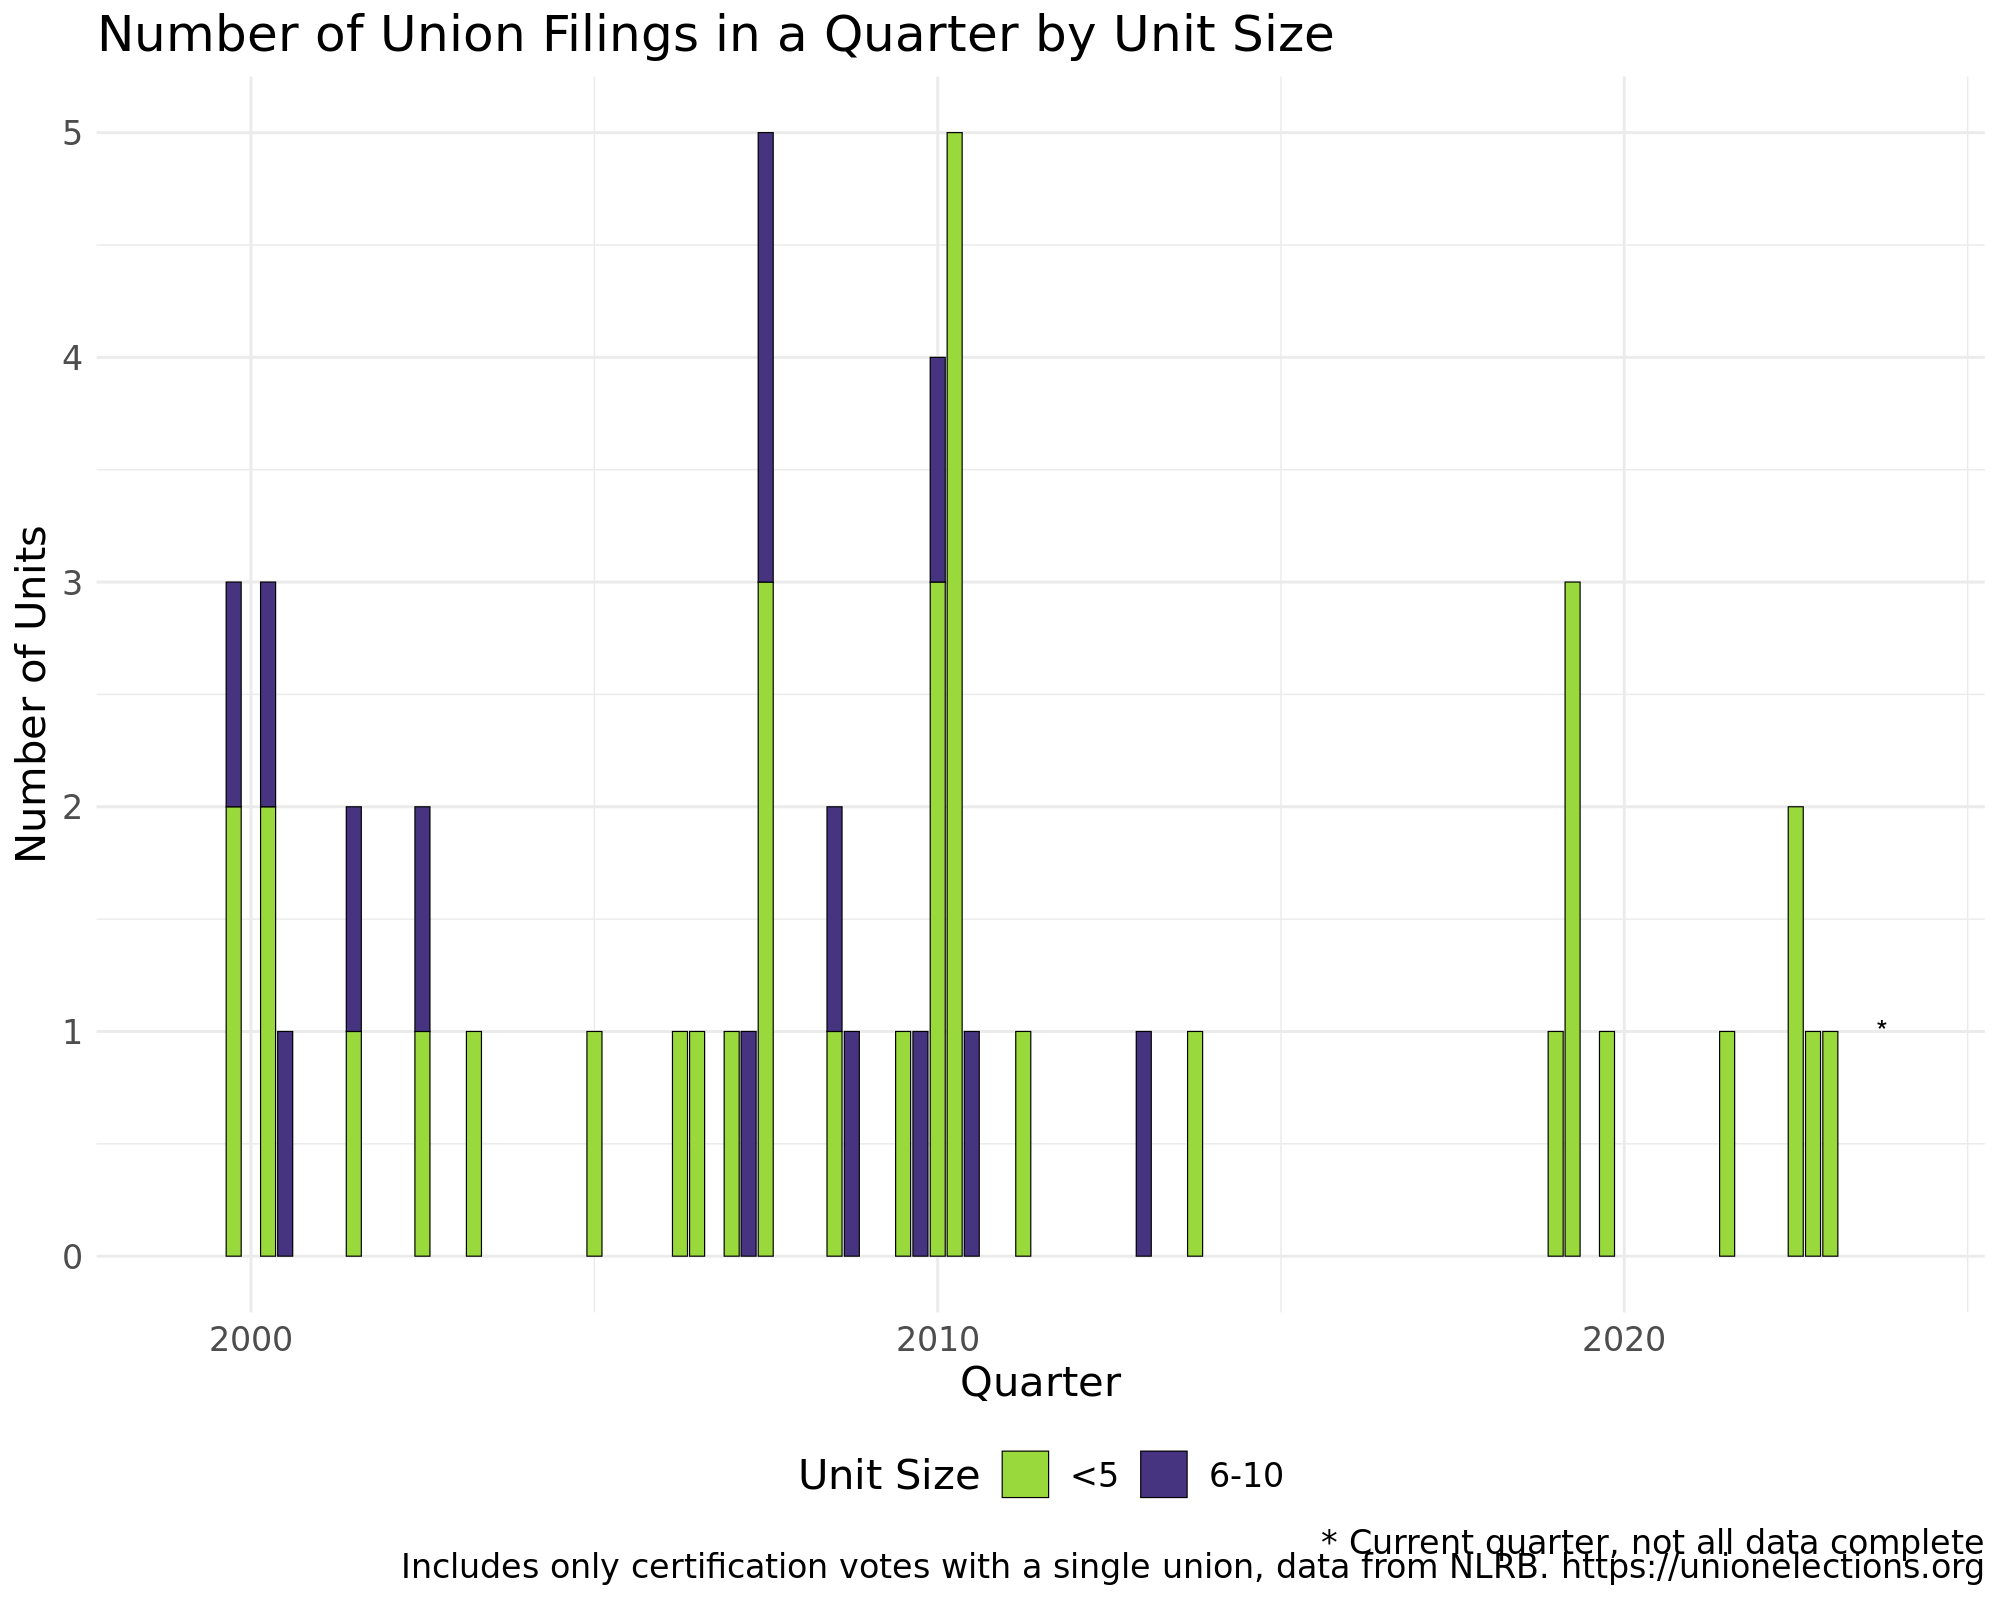 Number of Union Filings in a Quarter by Unit Size
Number of Units
5
4
3
2
1
0
*
2000 2010 2020
Quarter
Unit Size <5 6-10
* Current quarter, not all data complete
Includes only certification votes with a single union, data from NLRB. https://unionelections.org